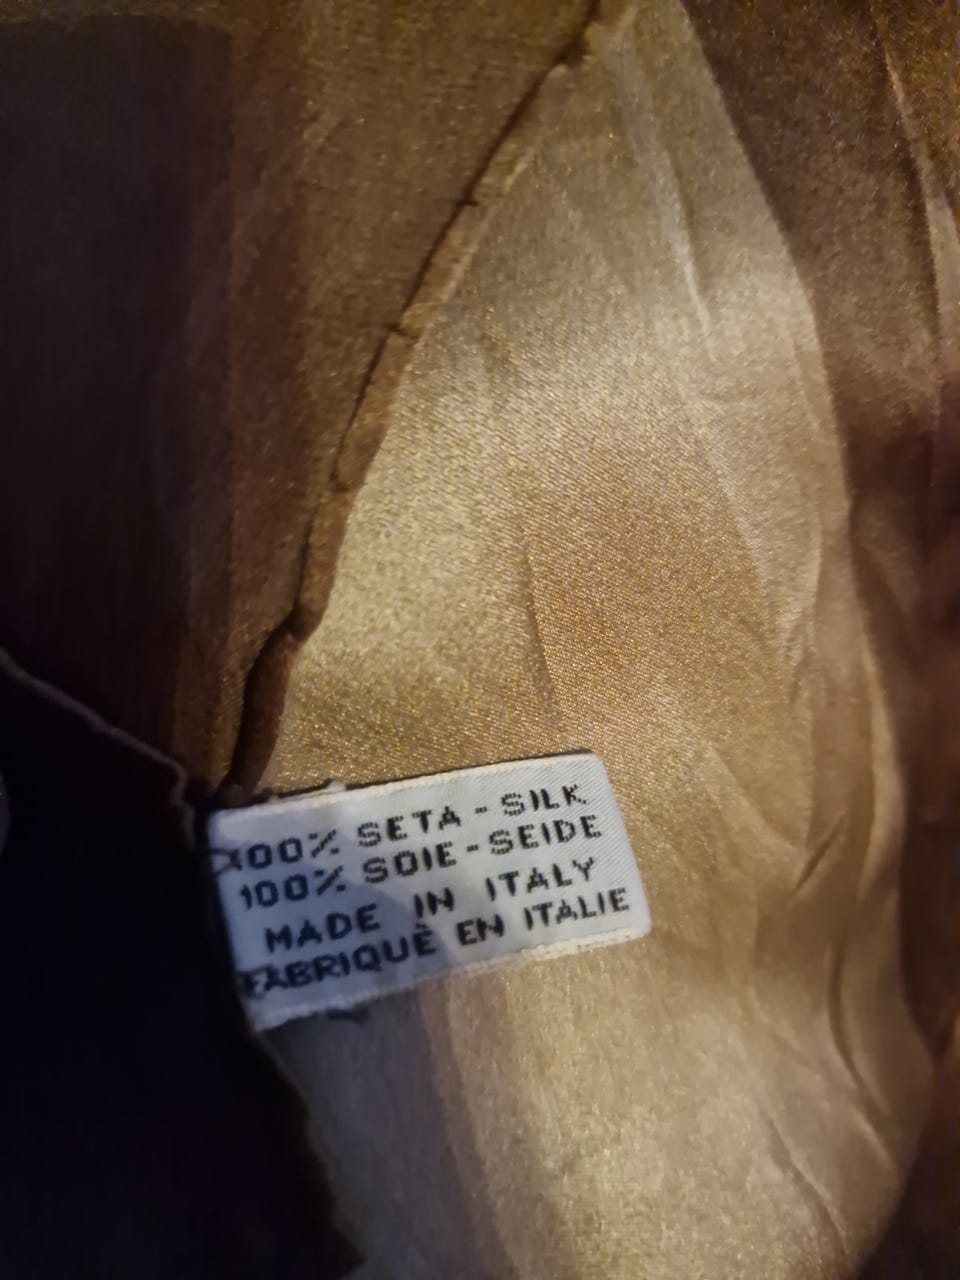 100% SETA - SILK
100% SOIE - SEIDE
MADE IN ITALY
FABRIQUÈ EN ITALIE